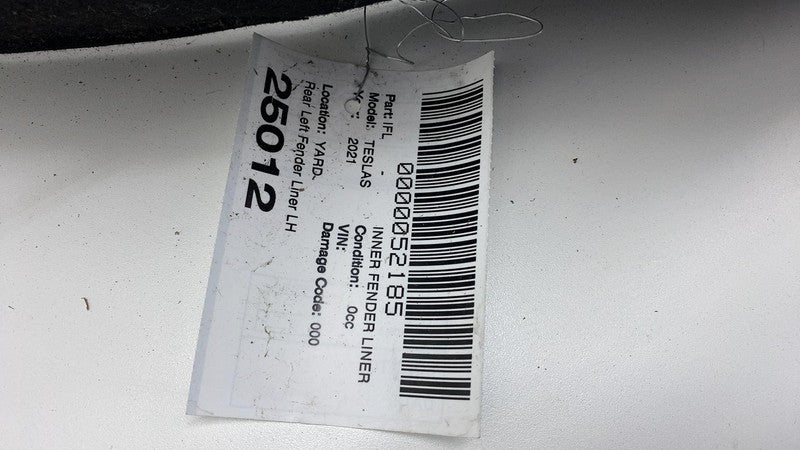 0000052185
Part: IFL - INNER FENDER LINER
Model: TESLAS Condition: 0cc
Year: 2021 VIN:
Damage Code: 000
Location: YARD
Rear Left Fender Liner LH
25012